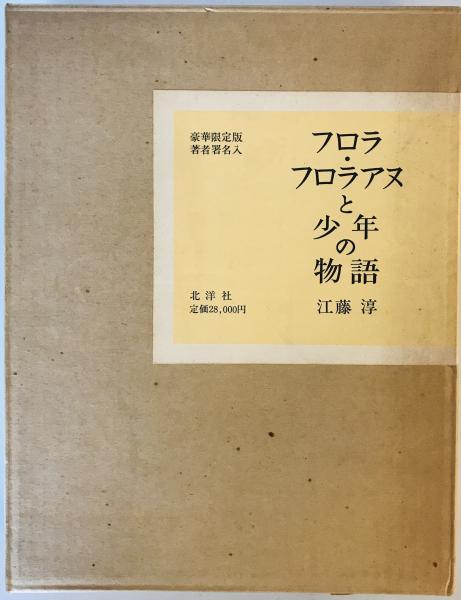 フロラ
・
フロラアヌ
と
少年
の
物語
江藤 淳
豪華限定版
著者署名入
北洋社
定価28,000円